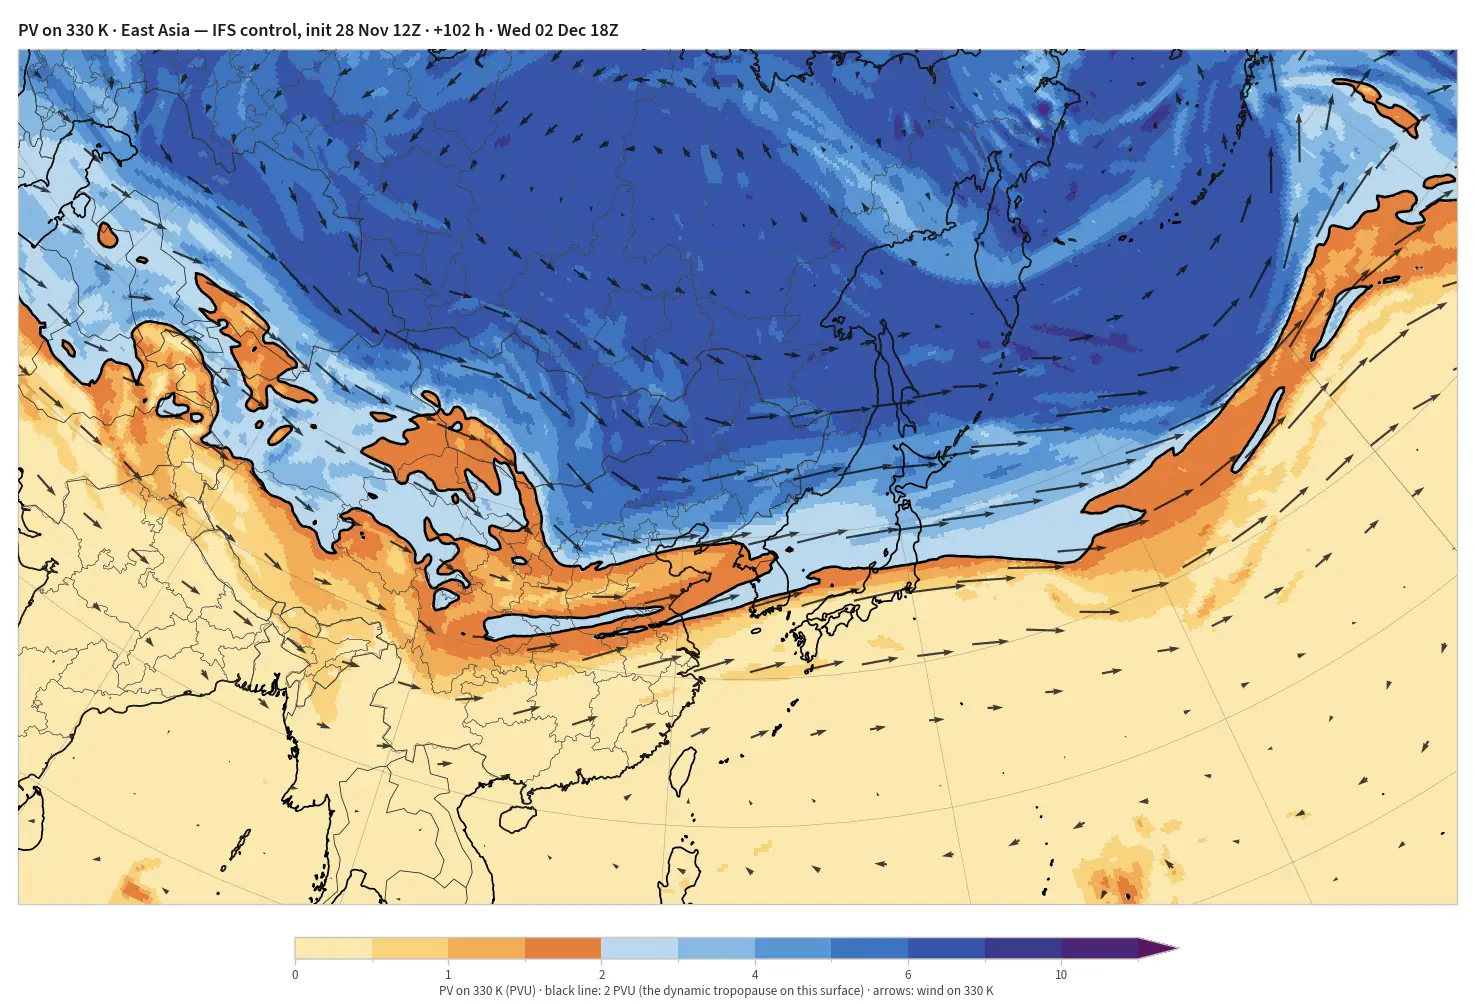 PV on 330 K · East Asia — IFS control, init 28 Nov 12Z · +102 h · Wed 02 Dec 18Z
0 1 2 4 6 10
PV on 330 K (PVU) · black line: 2 PVU (the dynamic tropopause on this surface) · arrows: wind on 330 K